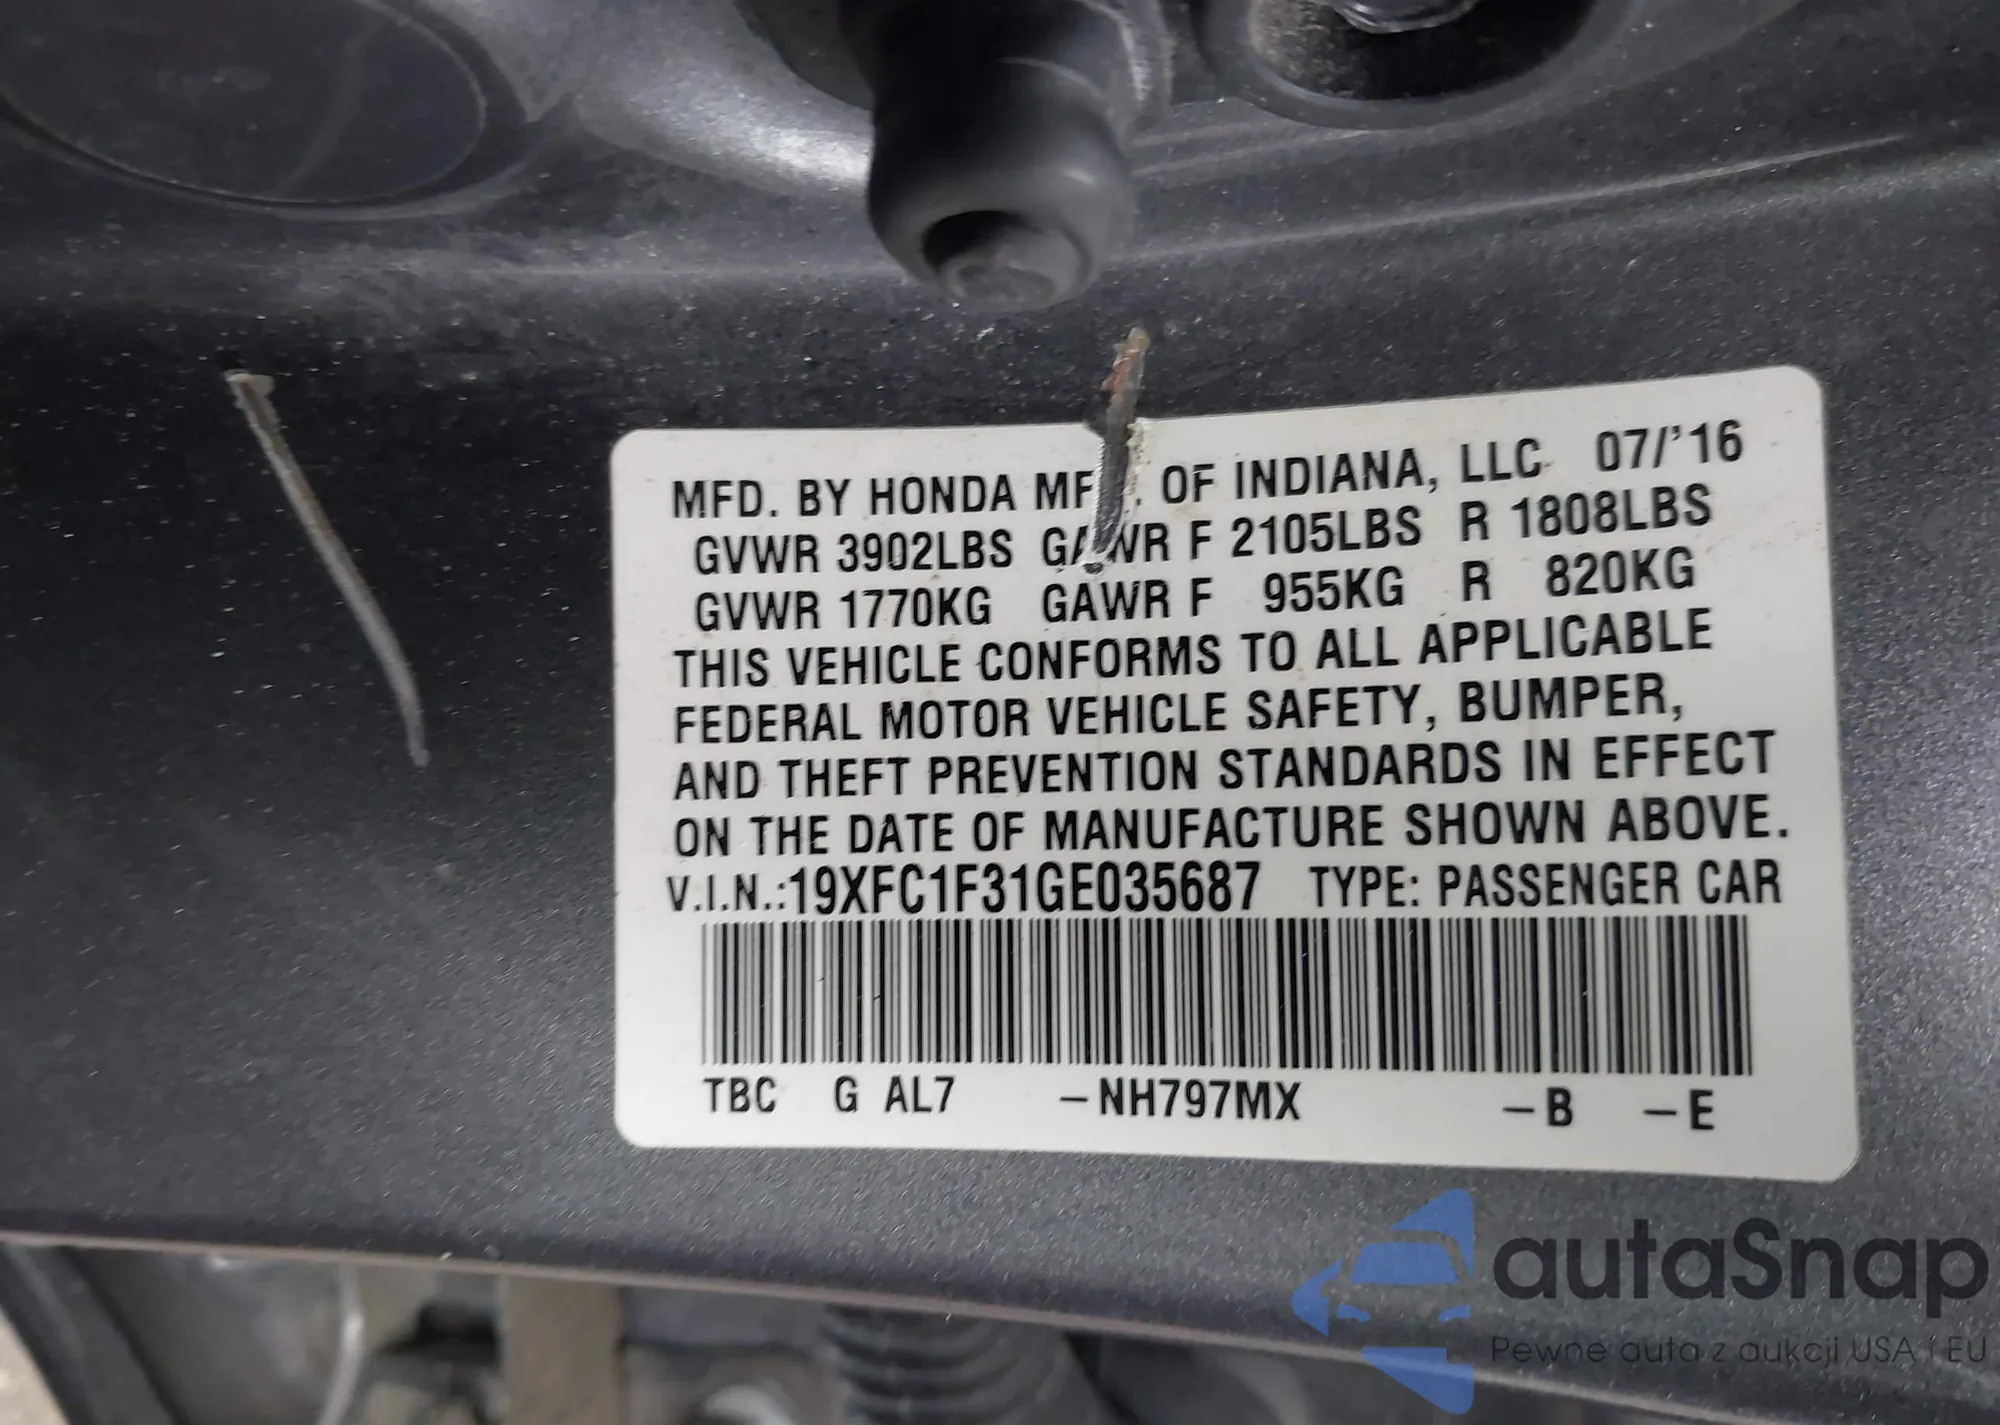 MFD. BY HONDA MF . OF INDIANA, LLC 07/'16
GVWR 3902LBS GAWR F 2105LBS R 1808LBS
GVWR 1770KG GAWR F 955KG R 820KG
THIS VEHICLE CONFORMS TO ALL APPLICABLE
FEDERAL MOTOR VEHICLE SAFETY, BUMPER,
AND THEFT PREVENTION STANDARDS IN EFFECT
ON THE DATE OF MANUFACTURE SHOWN ABOVE.
V.I.N.:19XFC1F31GE035687 TYPE: PASSENGER CAR
TBC G AL7 -NH797MX -B -E
autaSnap
Pewne auta z aukcji USA i EU